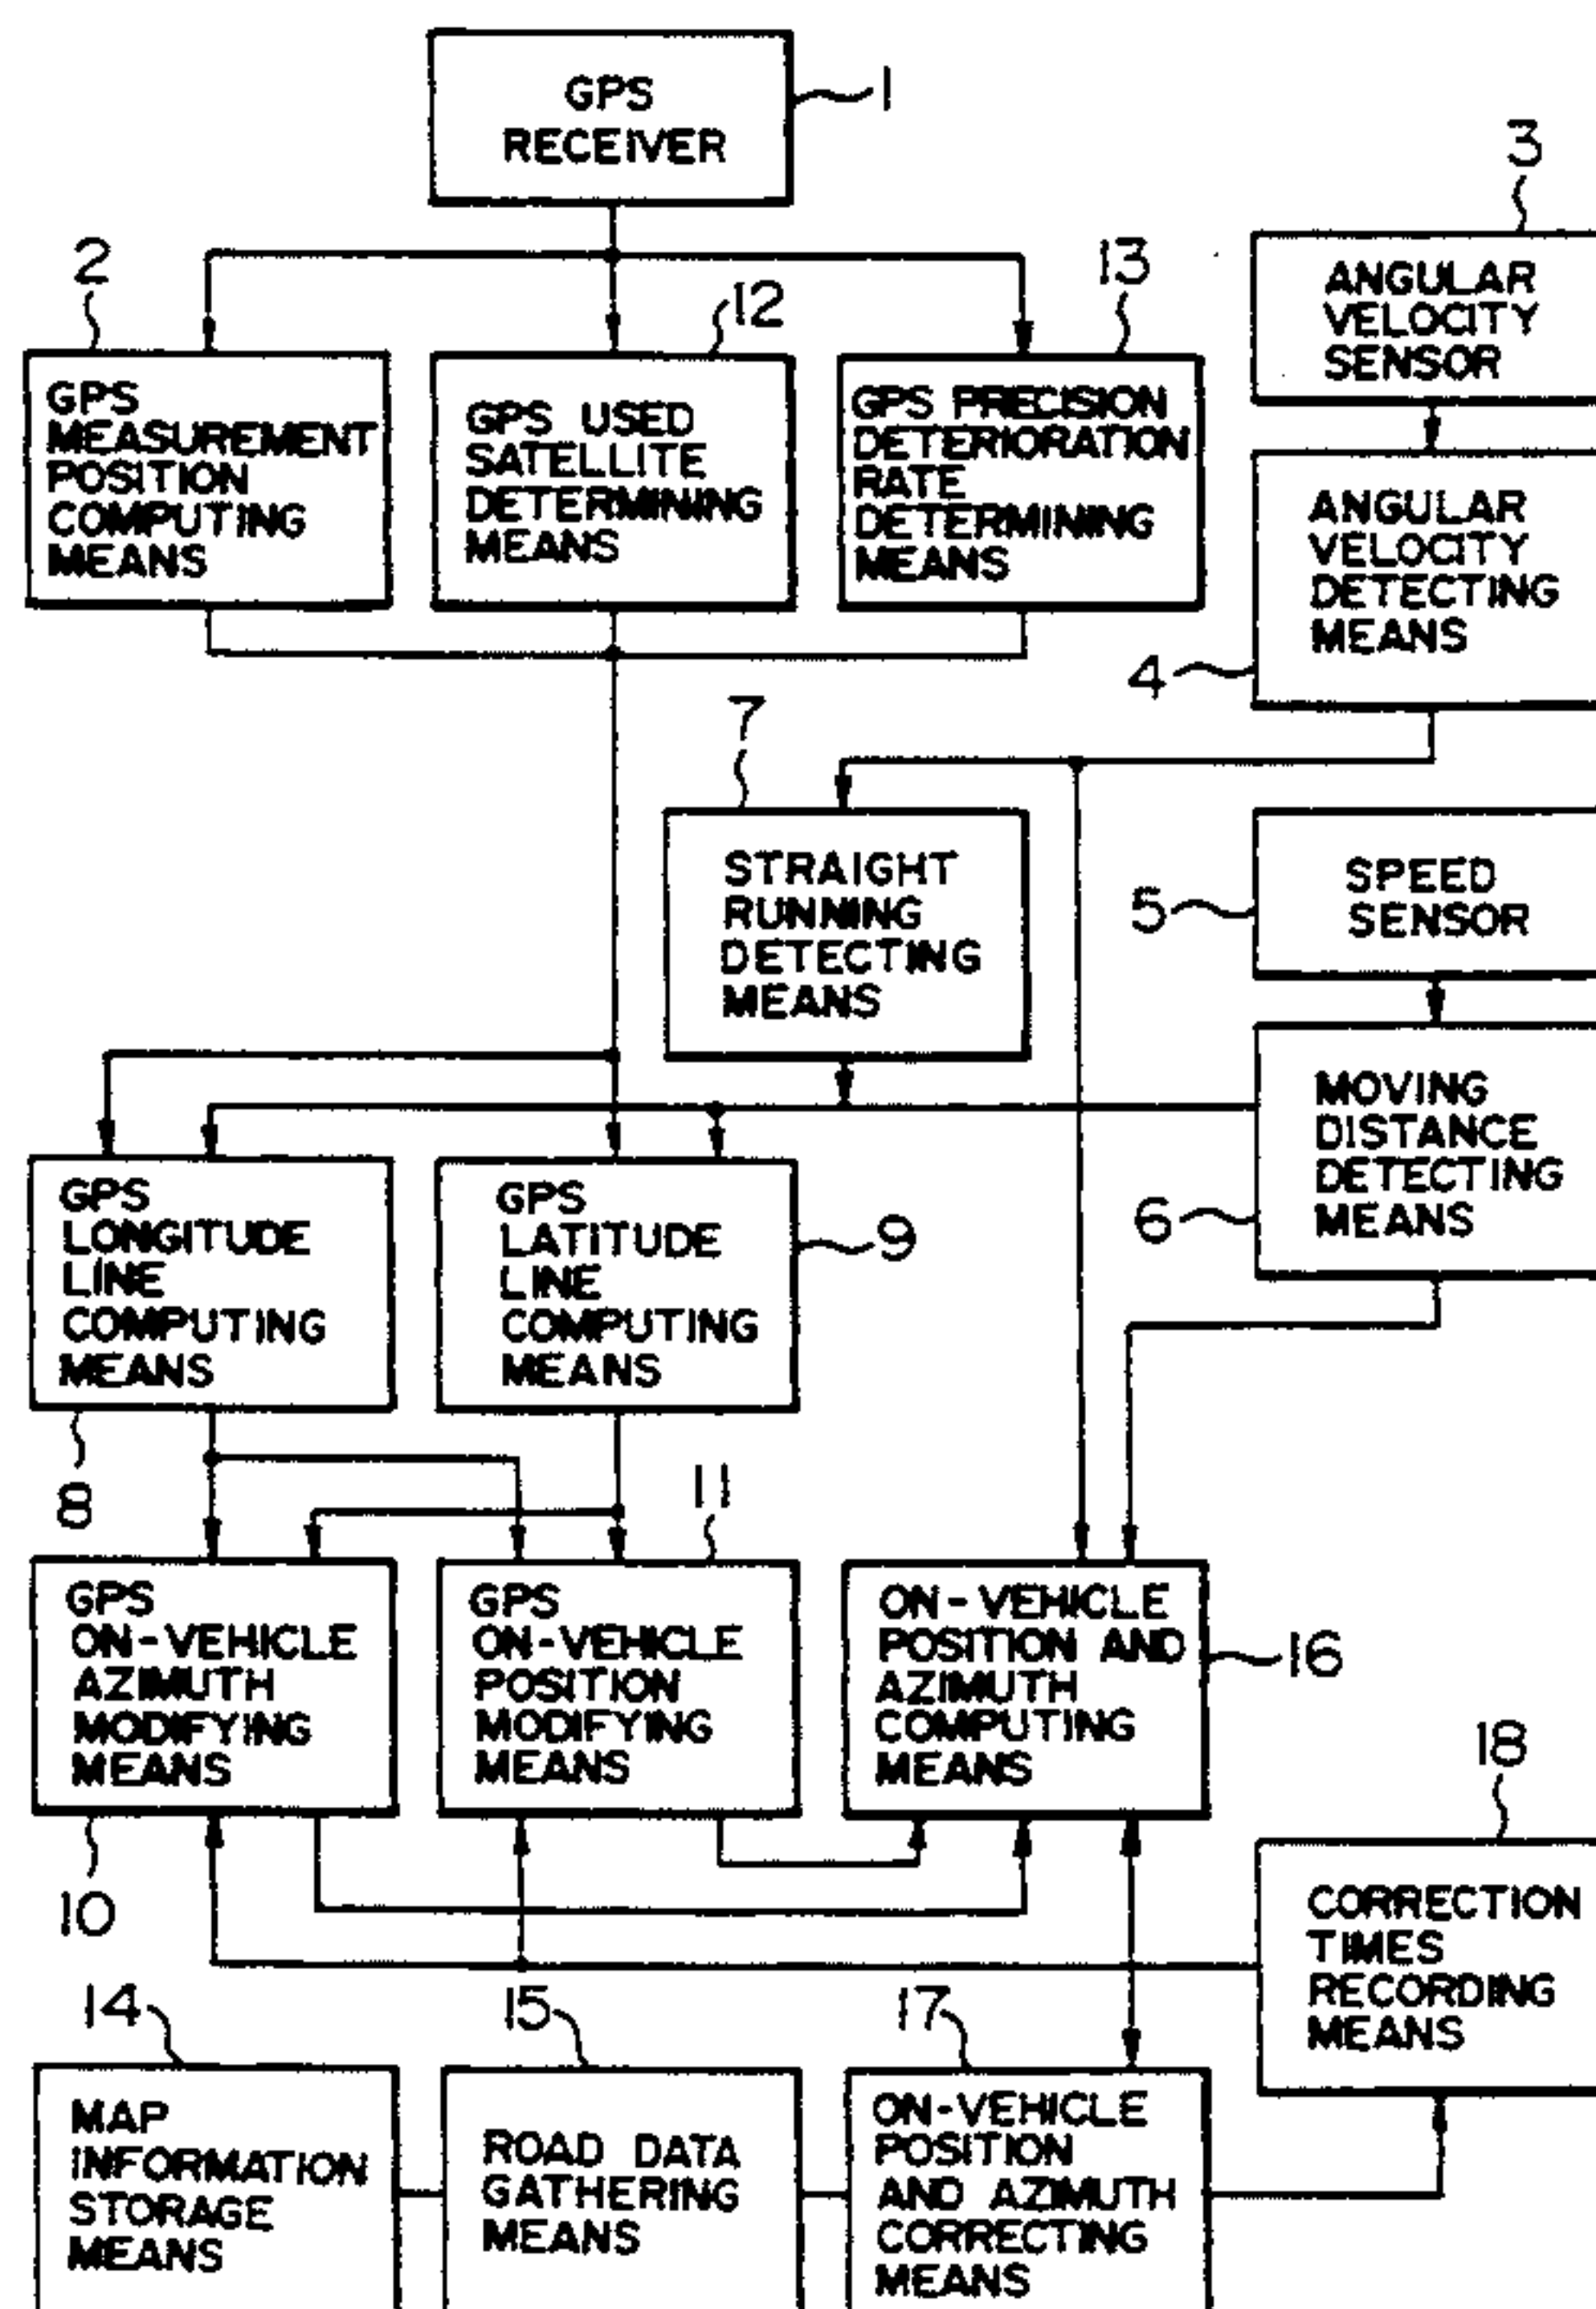 GPS
RECEIVER
1
3
ANGULAR
VELOCITY
SENSOR
2
GPS
MEASUREMENT
POSITION
COMPUTING
MEANS
12
GPS USED
SATELLITE
DETERMINING
MEANS
13
GPS PRECISION
DETERIORATION
RATE
DETERMINING
MEANS
ANGULAR
VELOCITY
DETECTING
MEANS
4
7
STRAIGHT
RUNNING
DETECTING
MEANS
5
SPEED
SENSOR
MOVING
DISTANCE
DETECTING
MEANS
6
GPS
LONGITUDE
LINE
COMPUTING
MEANS
8
GPS
LATITUDE
LINE
COMPUTING
MEANS
9
GPS
ON-VEHICLE
AZIMUTH
MODIFYING
MEANS
10
11
GPS
ON-VEHICLE
POSITION
MODIFYING
MEANS
ON-VEHICLE
POSITION AND
AZIMUTH
COMPUTING
MEANS
16
18
CORRECTION
TIMES
RECORDING
MEANS
14
MAP
INFORMATION
STORAGE
MEANS
15
ROAD DATA
GATHERING
MEANS
17
ON-VEHICLE
POSITION
AND AZIMUTH
CORRECTING
MEANS